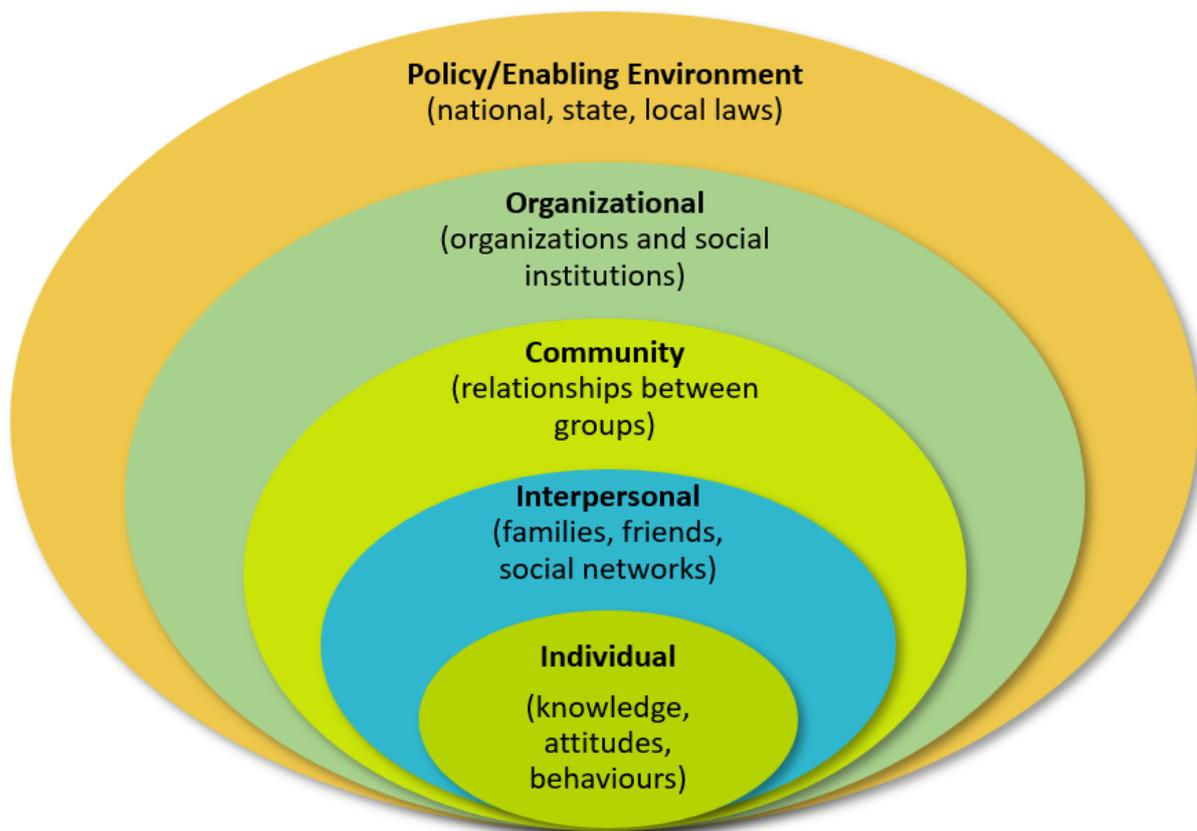 Policy/Enabling Environment
(national, state, local laws)
Organizational
(organizations and social
institutions)
Community
(relationships between
groups)
Interpersonal
(families, friends,
social networks)
Individual
(knowledge,
attitudes,
behaviours)